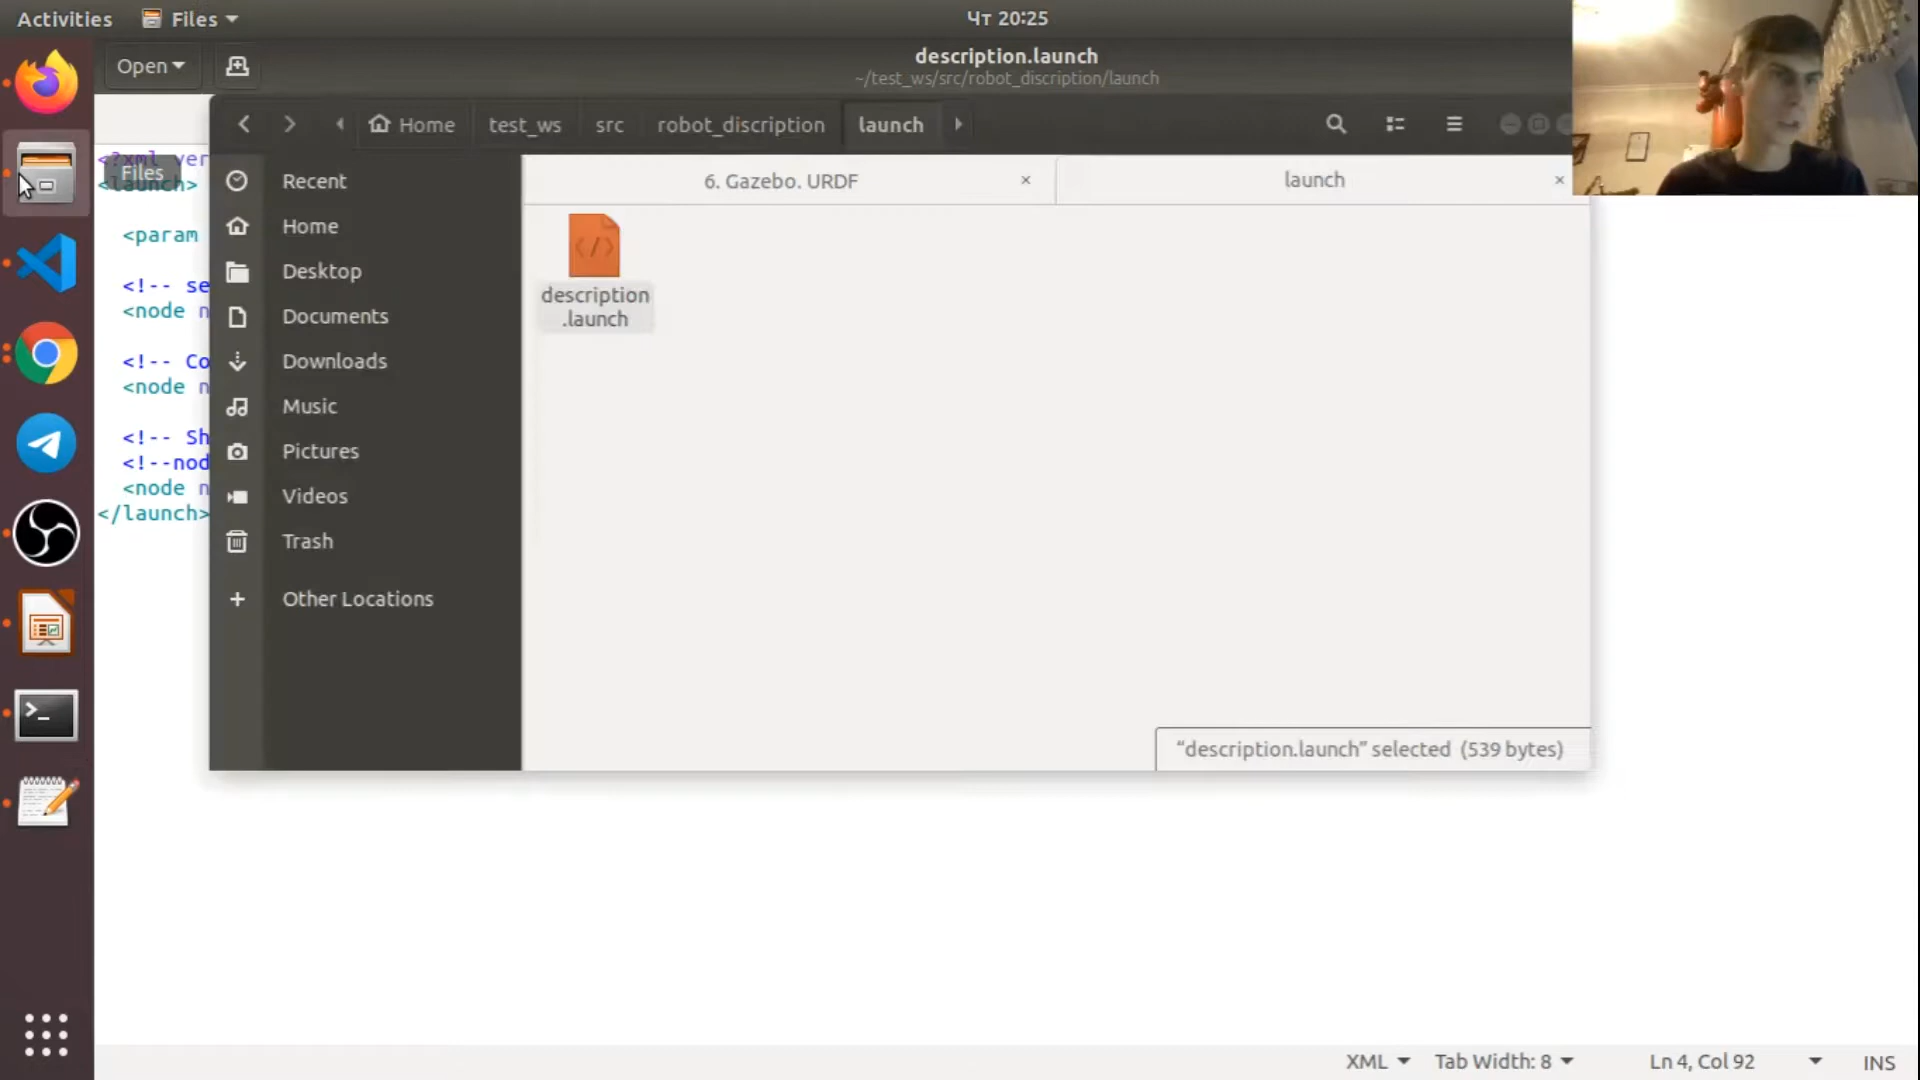 Activities
Files
Чт 20:25
Open
description.launch
~/test_ws/src/robot_discription/launch
Home
test_ws
src
robot_discription
launch
6. Gazebo. URDF
launch
Recent
Home
Desktop
Documents
Downloads
Music
Pictures
Videos
Trash
Other Locations
description
.launch
"description.launch" selected (539 bytes)
Files
<?xml ver
<launch>
<param
<!-- se
<node n
<!-- Co
<node n
<!-- Sh
<!--nod
<node n
</launch>
XML
Tab Width: 8
Ln 4, Col 92
INS